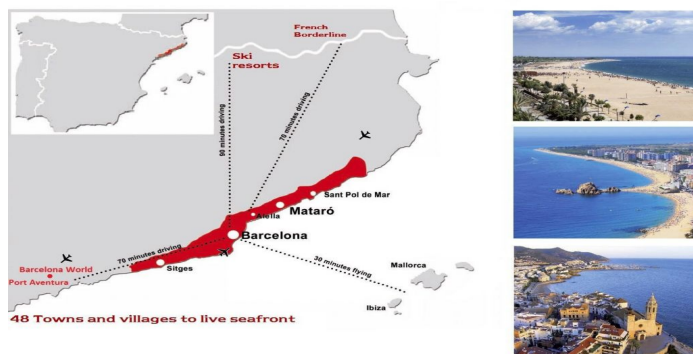 French
Borderline
Ski
resorts
90 minutes driving
70 minutes driving
Sant Pol de Mar
Alella
Mataró
Barcelona
70 minutes driving
30 minutes flying
Barcelona World
Port Aventura
Sitges
Mallorca
Ibiza
48 Towns and villages to live seafront